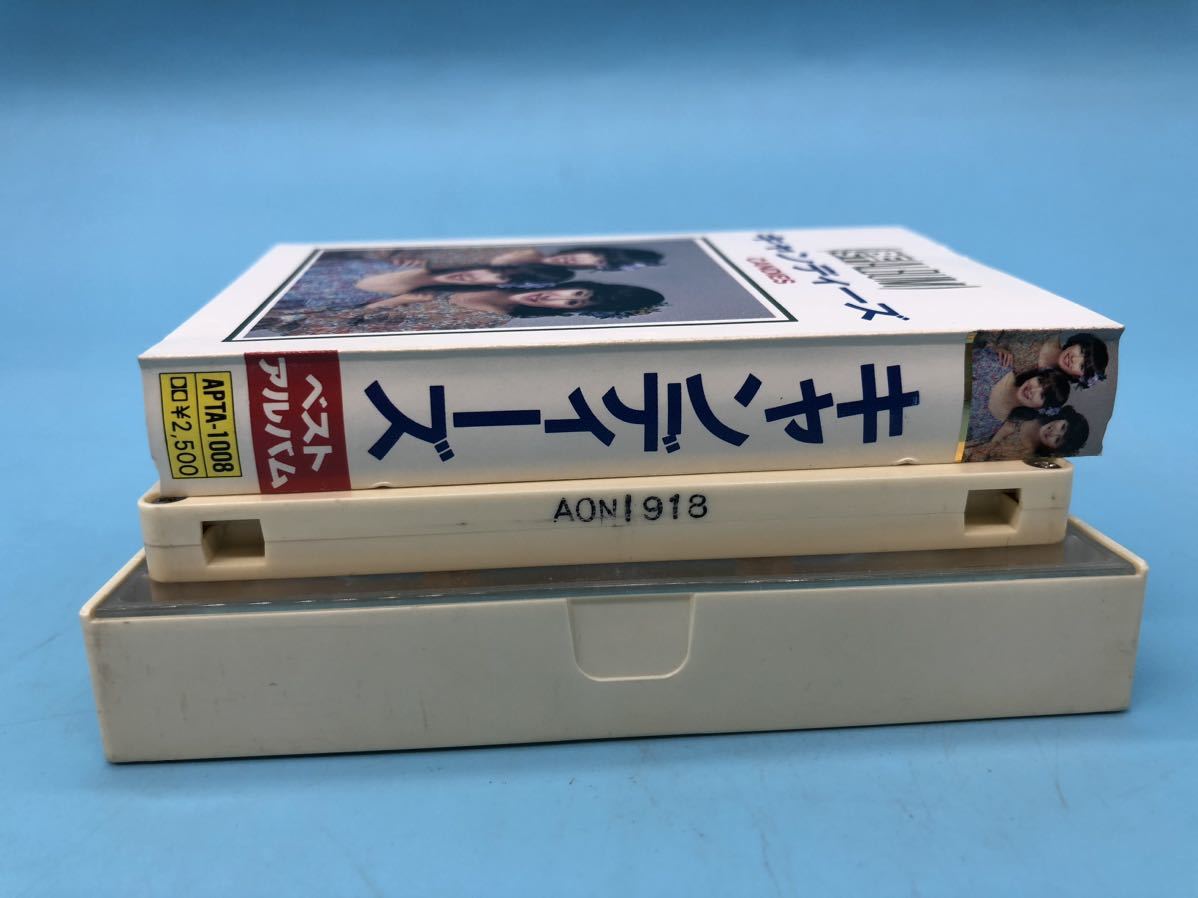 キャンディーズ
CANDIES
キャンディーズ
ベスト
アルバム
APTA-1008
¥2,500
AONI918